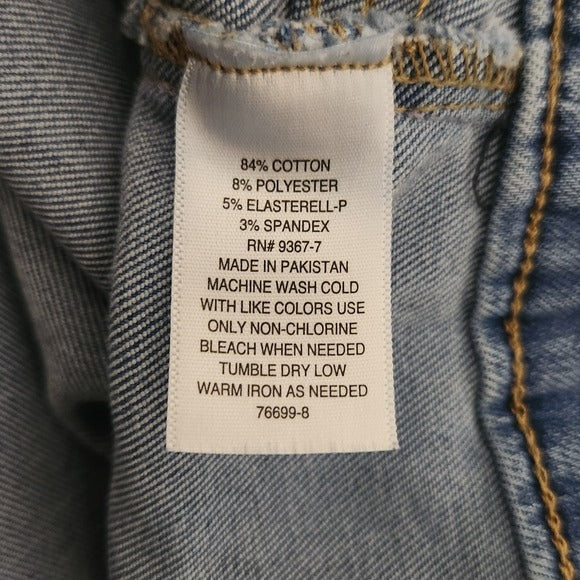 84% COTTON
8% POLYESTER
5% ELASTERELL-P
3% SPANDEX
RN# 9367-7
MADE IN PAKISTAN
MACHINE WASH COLD
WITH LIKE COLORS USE
ONLY NON-CHLORINE
BLEACH WHEN NEEDED
TUMBLE DRY LOW
WARM IRON AS NEEDED
76699-8